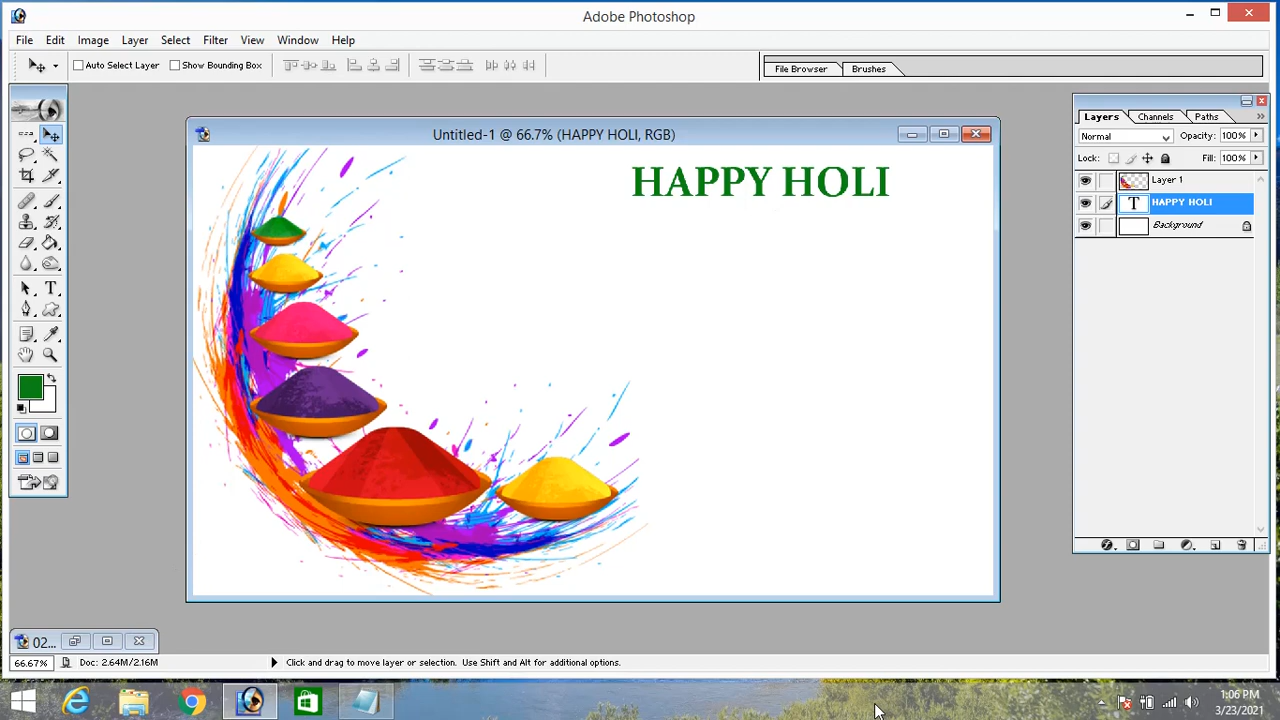 Adobe Photoshop
File Edit Image Layer Select Filter View Window Help
Auto Select Layer Show Bounding Box File Browser Brushes
Untitled-1 @ 66.7% (HAPPY HOLI, RGB)
HAPPY HOLI
Layers Channels Paths
Normal Opacity: 100%
Lock: Fill: 100%
Layer 1
T HAPPY HOLI
Background
02...
66.67% Doc: 2.64M/2.16M Click and drag to move layer or selection. Use Shift and Alt for additional options.
1:06 PM
3/23/2021